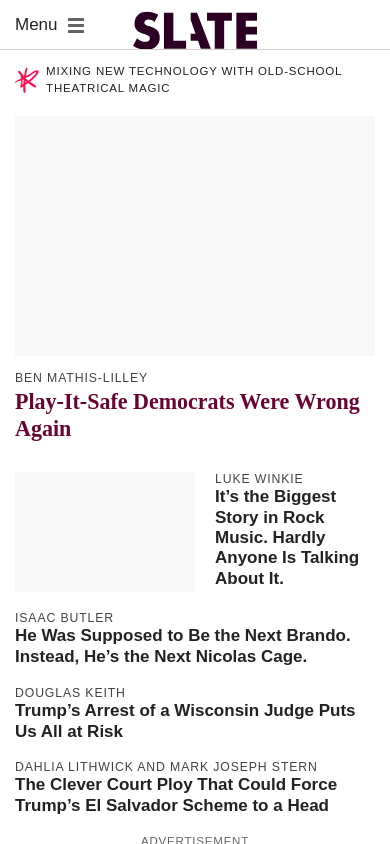 Menu
SLATE
MIXING NEW TECHNOLOGY WITH OLD-SCHOOL
THEATRICAL MAGIC
BEN MATHIS-LILLEY
Play-It-Safe Democrats Were Wrong
Again
LUKE WINKIE
It’s the Biggest
Story in Rock
Music. Hardly
Anyone Is Talking
About It.
ISAAC BUTLER
He Was Supposed to Be the Next Brando.
Instead, He’s the Next Nicolas Cage.
DOUGLAS KEITH
Trump’s Arrest of a Wisconsin Judge Puts
Us All at Risk
DAHLIA LITHWICK AND MARK JOSEPH STERN
The Clever Court Ploy That Could Force
Trump’s El Salvador Scheme to a Head
ADVERTISEMENT